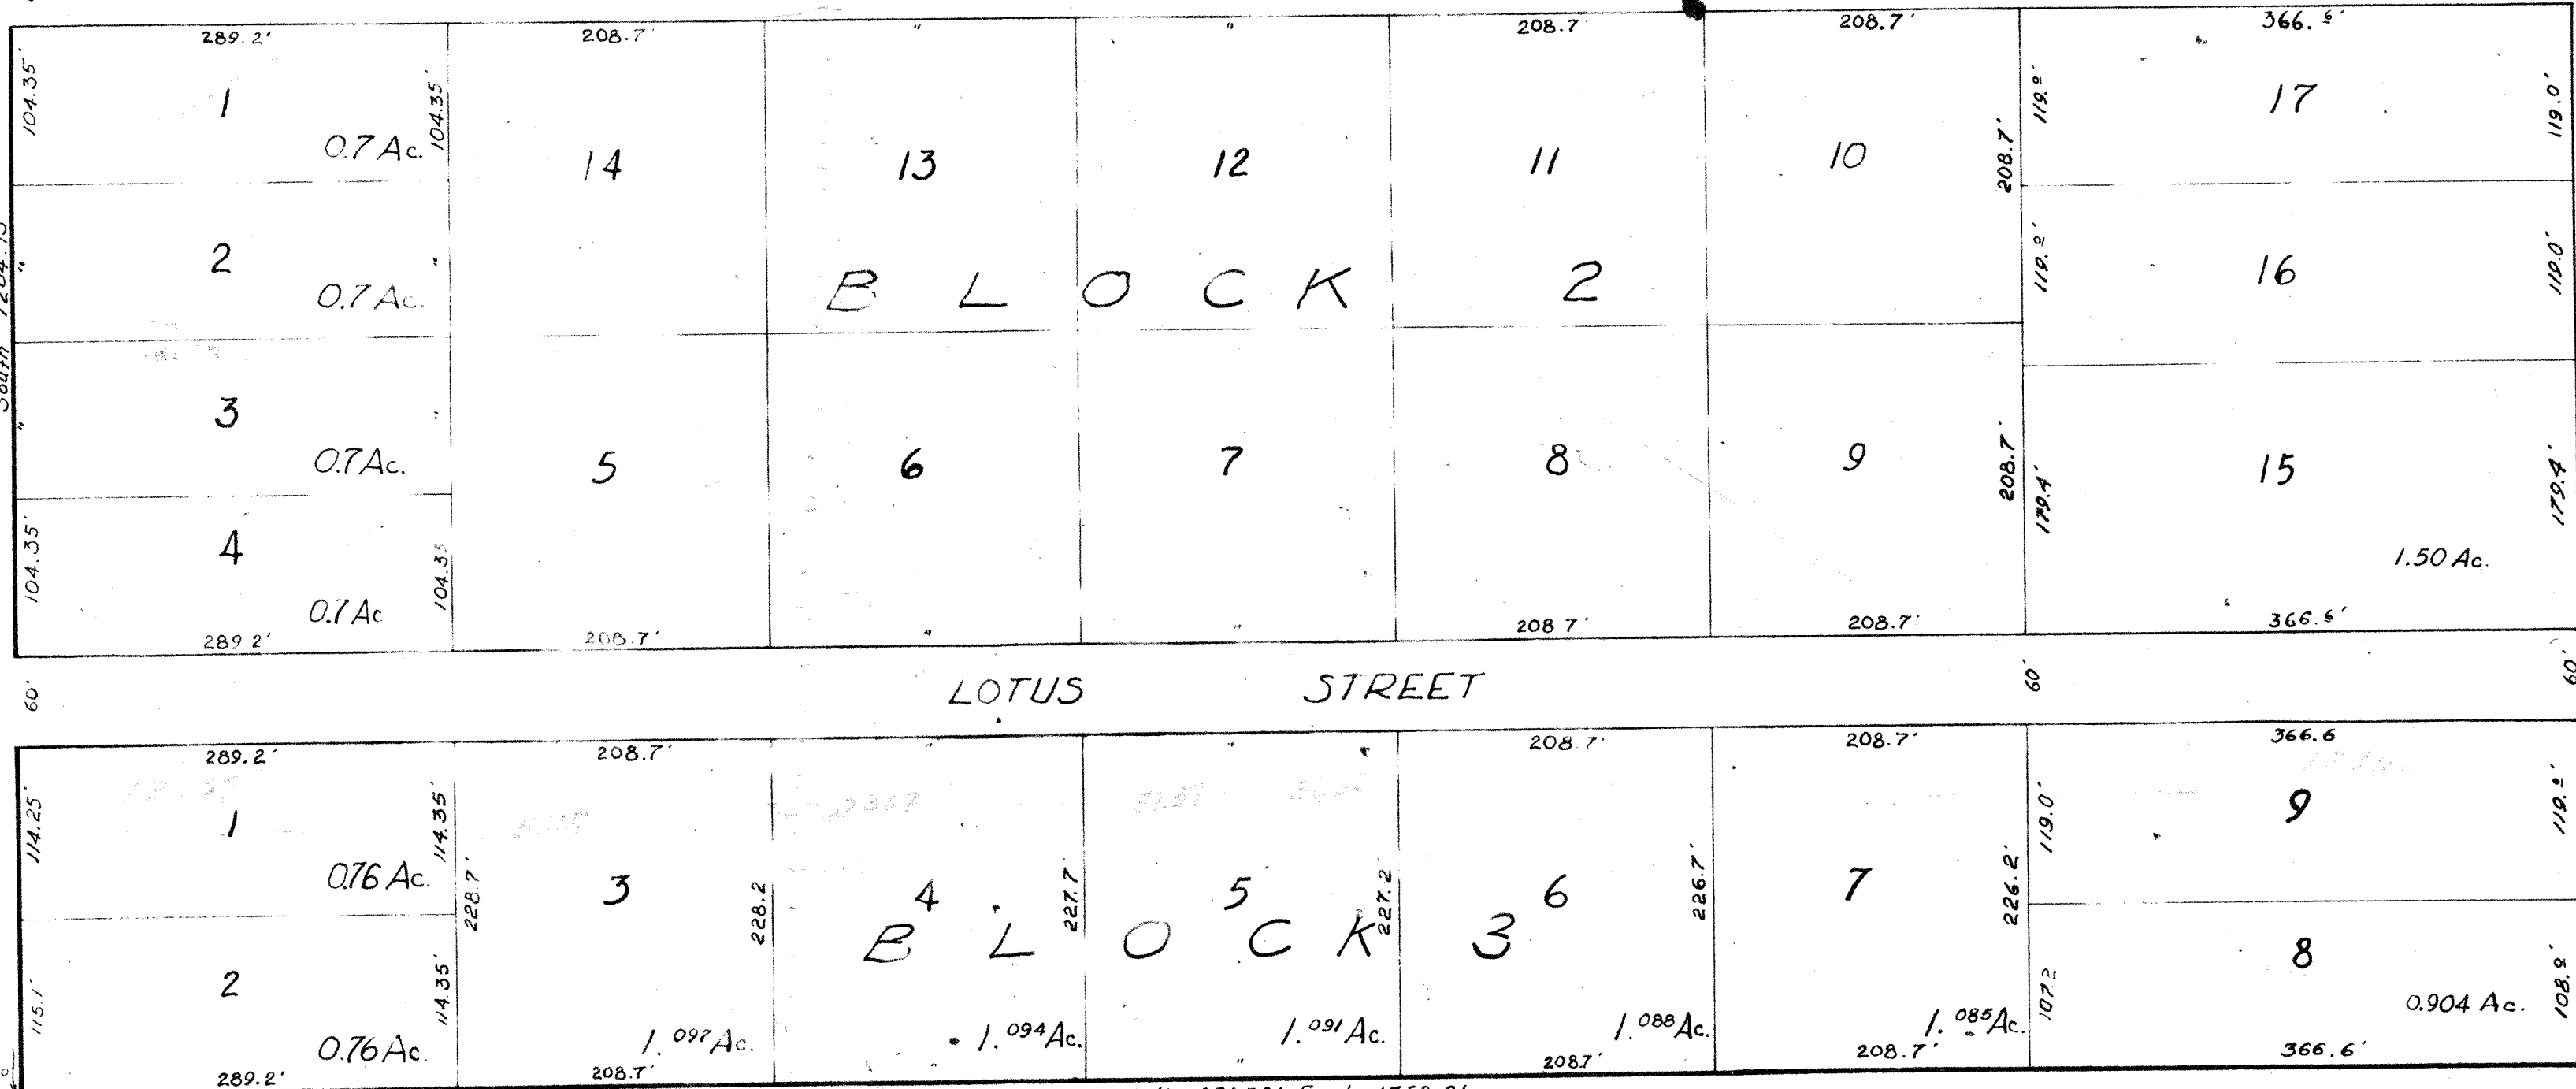 289.2' 208.7' " " 208.7' 208.7' 366.6'
104.35' 1 104.35' 0.7 Ac. 14 13 12 11 10 208.7' 119.0' 17 119.0'
South
" 2 " 0.7 Ac. 119.0' 16 119.0'
BLOCK 2
" 3 " 0.7 Ac. 5 6 7 8 9 208.7' 179.4' 15 179.4'
104.35' 4 104.35 0.7 Ac 1.50 Ac.
289.2' 208.7' " " 208.7' 208.7' 366.6'
60' LOTUS STREET 60' 60'
289.2' 208.7' " " 208.7' 208.7' 366.6
114.25' 1 114.35' 0.76 Ac. 228.7' 3 228.2 4 227.7' 5 227.2' 6 226.7' 7 226.2' 119.0' 9 119.0'
BLOCK 3
115.1' 2 114.35' 0.76 Ac. 1.097 Ac. 1.094 Ac. 1.091 Ac. 1.088 Ac. 1.085 Ac. 107.2 8 108.0' 0.904 Ac.
289.2' 208.7' " 208.7' 208.7' 366.6'